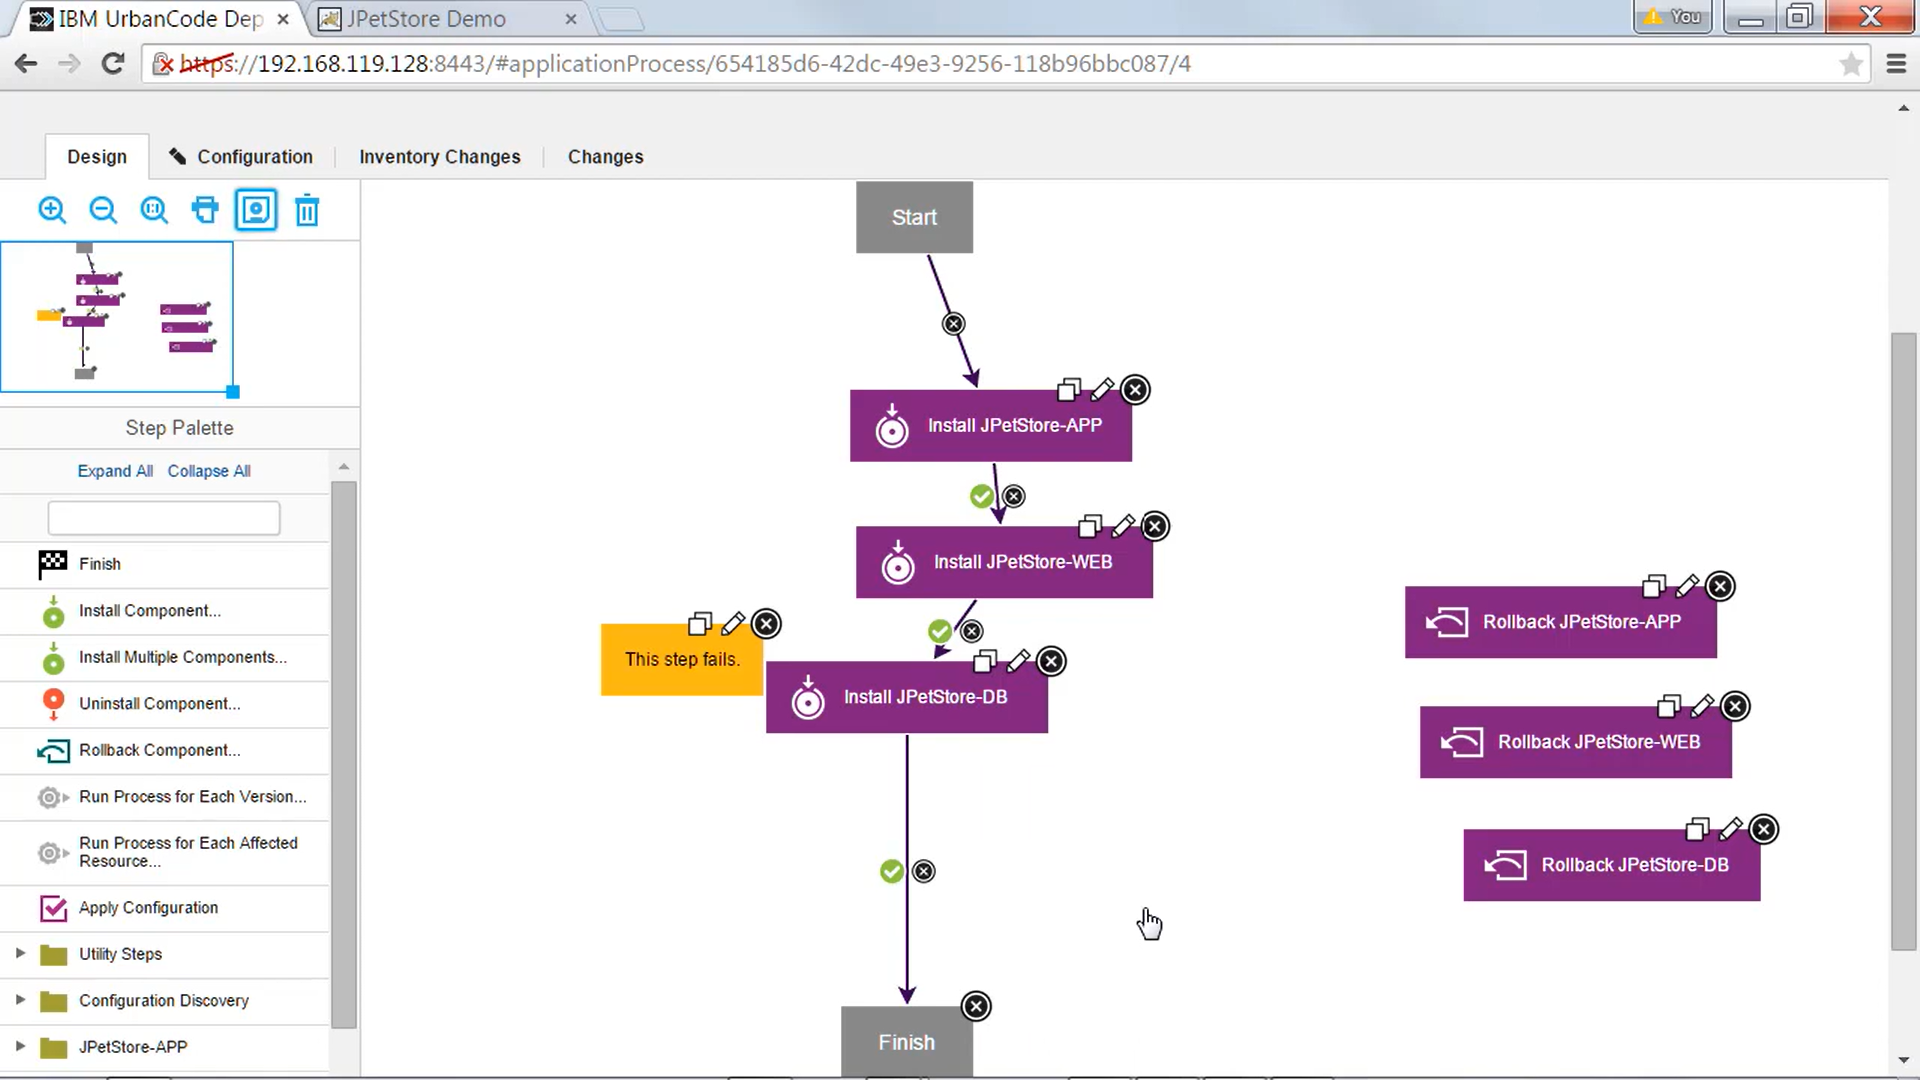 IBM UrbanCode Dep
JPetStore Demo
You
https://192.168.119.128:8443/#applicationProcess/654185d6-42dc-49e3-9256-118b96bbc087/4
Design
Configuration
Inventory Changes
Changes
Step Palette
Expand All
Collapse All
Finish
Install Component...
Install Multiple Components...
Uninstall Component...
Rollback Component...
Run Process for Each Version...
Run Process for Each Affected
Resource...
Apply Configuration
Utility Steps
Configuration Discovery
JPetStore-APP
Start
Install JPetStore-APP
Install JPetStore-WEB
This step fails.
Install JPetStore-DB
Finish
Rollback JPetStore-APP
Rollback JPetStore-WEB
Rollback JPetStore-DB